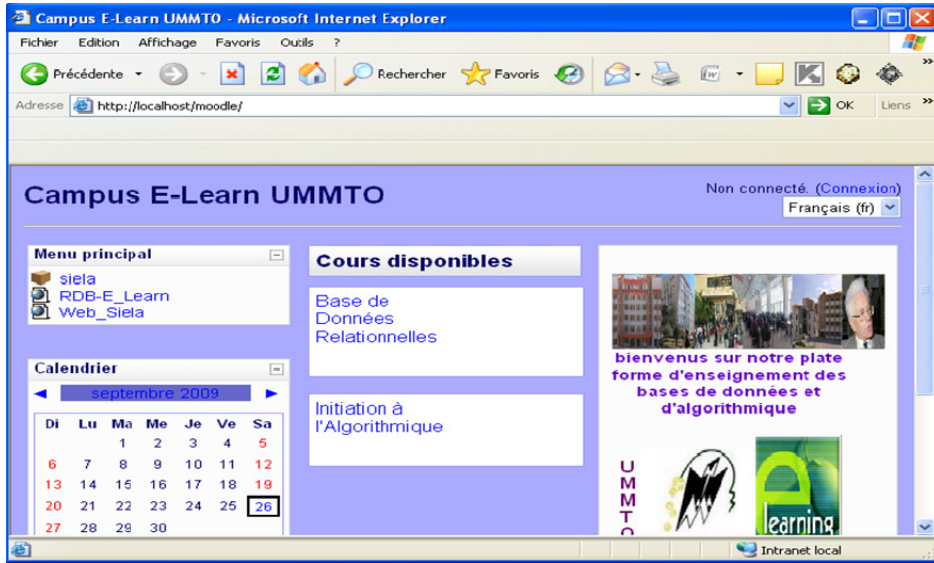 Campus E-Learn UMMTO - Microsoft Internet Explorer
Fichier Edition Affichage Favoris Outils ?
Précédente Rechercher Favoris »
Adresse http://localhost/moodle/ OK Liens »
Campus E-Learn UMMTO
Non connecté. (Connexion)
Français (fr)
Menu principal
siela
RDB-E_Learn
Web_Siela
Calendrier
septembre 2009
Di Lu Ma Me Je Ve Sa
1 2 3 4 5
6 7 8 9 10 11 12
13 14 15 16 17 18 19
20 21 22 23 24 25 26
27 28 29 30
Cours disponibles
Base de
Données
Relationnelles
Initiation à
l'Algorithmique
bienvenus sur notre plate
forme d'enseignement des
bases de données et
d'algorithmique
UMMTO
learning
Intranet local